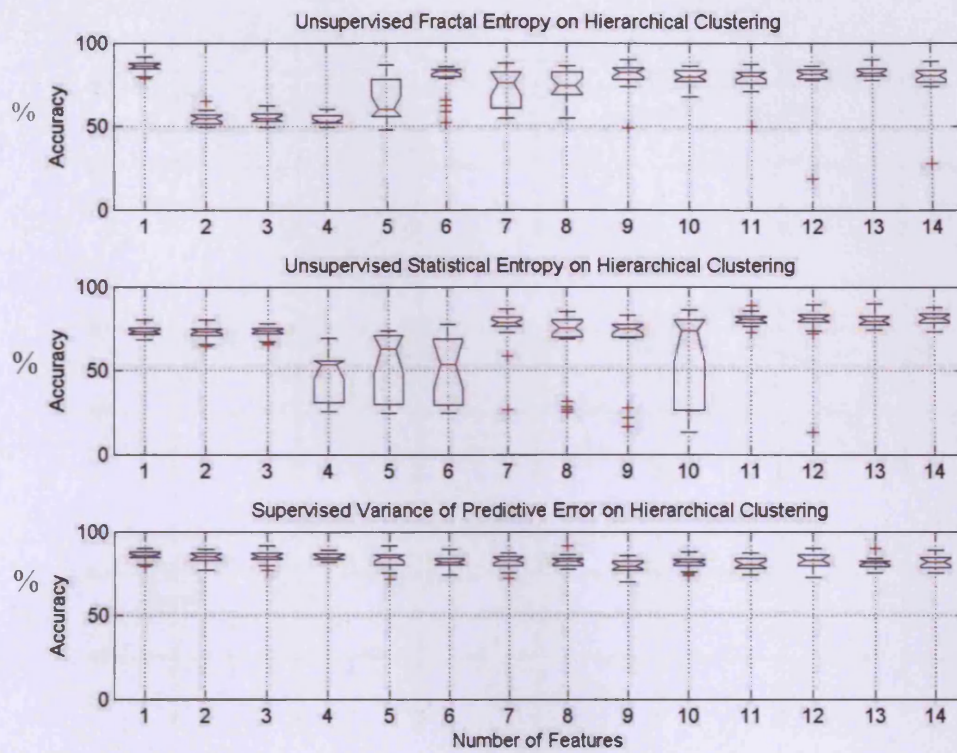 Unsupervised Fractal Entropy on Hierarchical Clustering
100
50
0
%
Accuracy
1 2 3 4 5 6 7 8 9 10 11 12 13 14
Unsupervised Statistical Entropy on Hierarchical Clustering
100
50
0
%
Accuracy
1 2 3 4 5 6 7 8 9 10 11 12 13 14
Supervised Variance of Predictive Error on Hierarchical Clustering
100
50
0
%
Accuracy
1 2 3 4 5 6 7 8 9 10 11 12 13 14
Number of Features